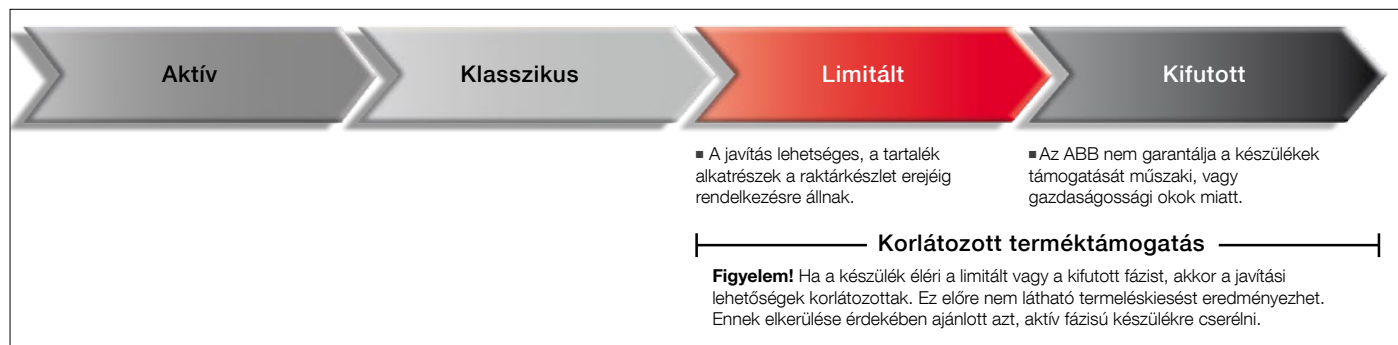 Aktív
Klasszikus
Limitált
Kifutott
■ A javítás lehetséges, a tartalék
alkatrészek a raktárkészlet erejéig
rendelkezésre állnak.
■ Az ABB nem garantálja a készülékek
támogatását műszaki, vagy
gazdaságossági okok miatt.
Korlátozott terméktámogatás
Figyelem! Ha a készülék éléri a limitált vagy a kifutott fázist, akkor a javítási
lehetőségek korlátozottak. Ez előre nem látható termeléskiesést eredményezhet.
Ennek elkerülése érdekében ajánlott azt, aktív fázisú készülékre cserélni.